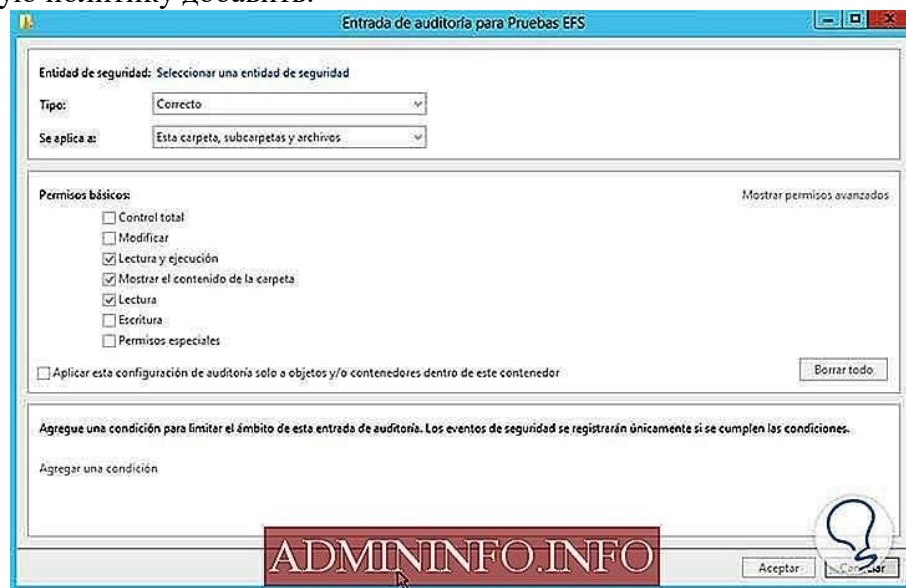 ую политику добавить.
Entrada de auditoría para Pruebas EFS
Entidad de seguridad: Seleccionar una entidad de seguridad
Tipo: Correcto
Se aplica a: Esta carpeta, subcarpetas y archivos
Permisos básicos: Mostrar permisos avanzados
Control total
Modificar
Lectura y ejecución
Mostrar el contenido de la carpeta
Lectura
Escritura
Permisos especiales
Aplicar esta configuración de auditoría solo a objetos y/o contenedores dentro de este contenedor Borrar todo
Agregue una condición para limitar el ámbito de esta entrada de auditoría. Los eventos de seguridad se registrarán únicamente si se cumplen las condiciones.
Agregar una condición
ADMININFO.INFO
Aceptar